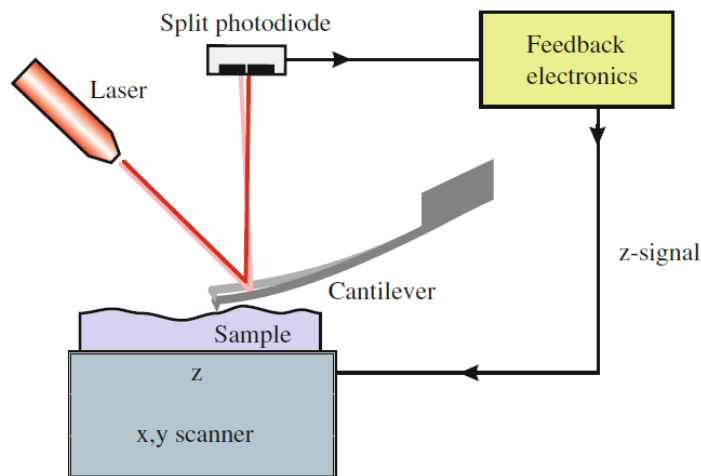 Split photodiode
Feedback
electronics
Laser
z-signal
Cantilever
Sample
z
x,y scanner